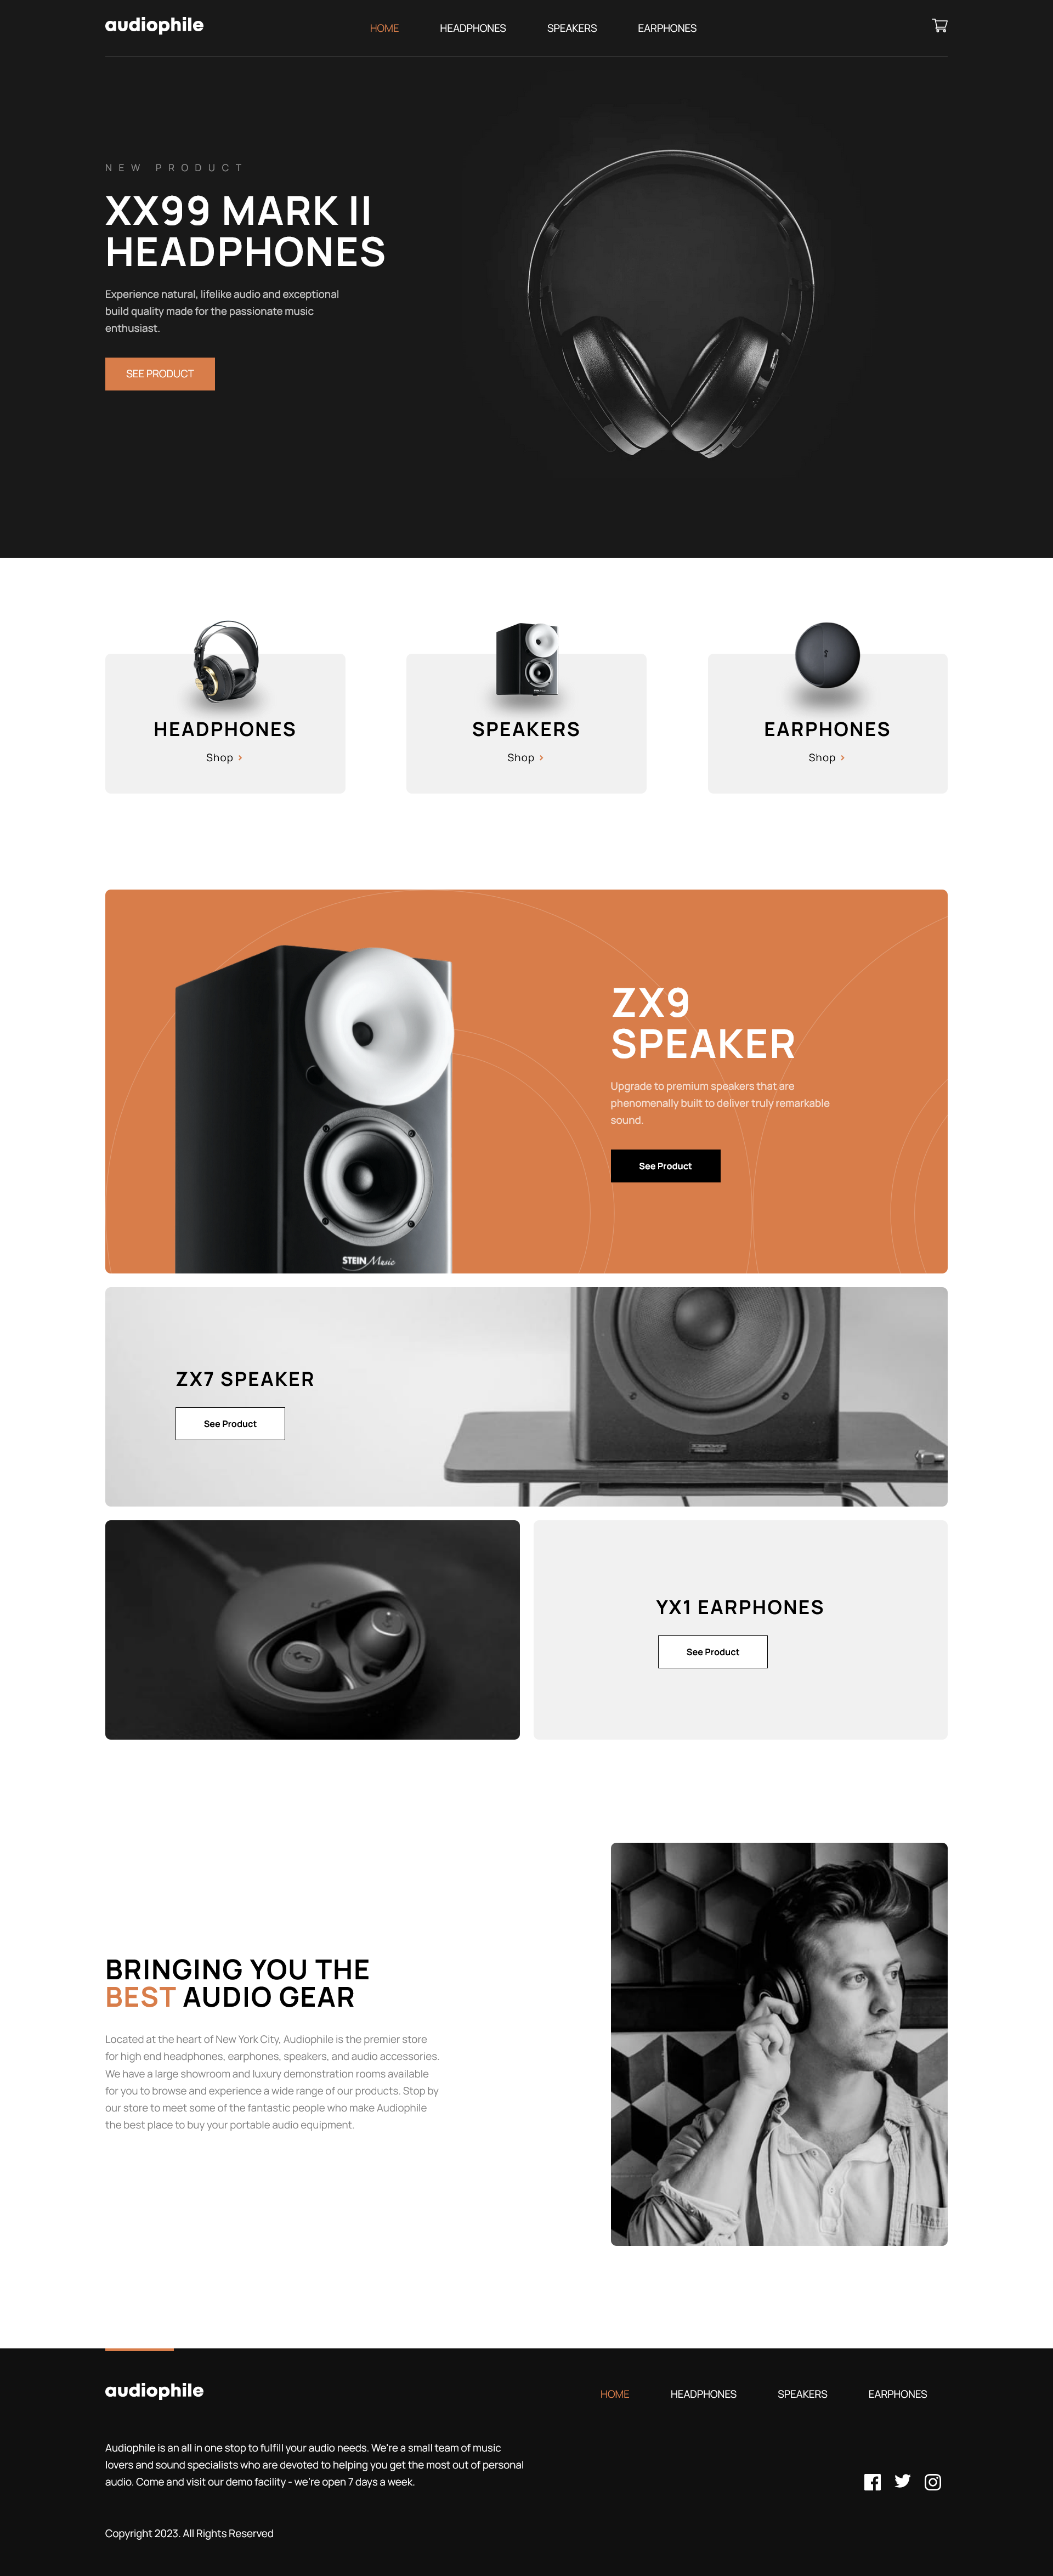 audiophile
HOME
HEADPHONES
SPEAKERS
EARPHONES
NEW PRODUCT
XX99 MARK II
HEADPHONES
Experience natural, lifelike audio and exceptional
build quality made for the passionate music
enthusiast.
SEE PRODUCT
HEADPHONES
Shop
SPEAKERS
Shop
EARPHONES
Shop
STEIN Music
ZX9
SPEAKER
Upgrade to premium speakers that are
phenomenally built to deliver truly remarkable
sound.
See Product
ZX7 SPEAKER
See Product
YX1 EARPHONES
See Product
BRINGING YOU THE
BEST AUDIO GEAR
Located at the heart of New York City, Audiophile is the premier store
for high end headphones, earphones, speakers, and audio accessories.
We have a large showroom and luxury demonstration rooms available
for you to browse and experience a wide range of our products. Stop by
our store to meet some of the fantastic people who make Audiophile
the best place to buy your portable audio equipment.
audiophile
HOME
HEADPHONES
SPEAKERS
EARPHONES
Audiophile is an all in one stop to fulfill your audio needs. We're a small team of music
lovers and sound specialists who are devoted to helping you get the most out of personal
audio. Come and visit our demo facility - we're open 7 days a week.
Copyright 2023. All Rights Reserved